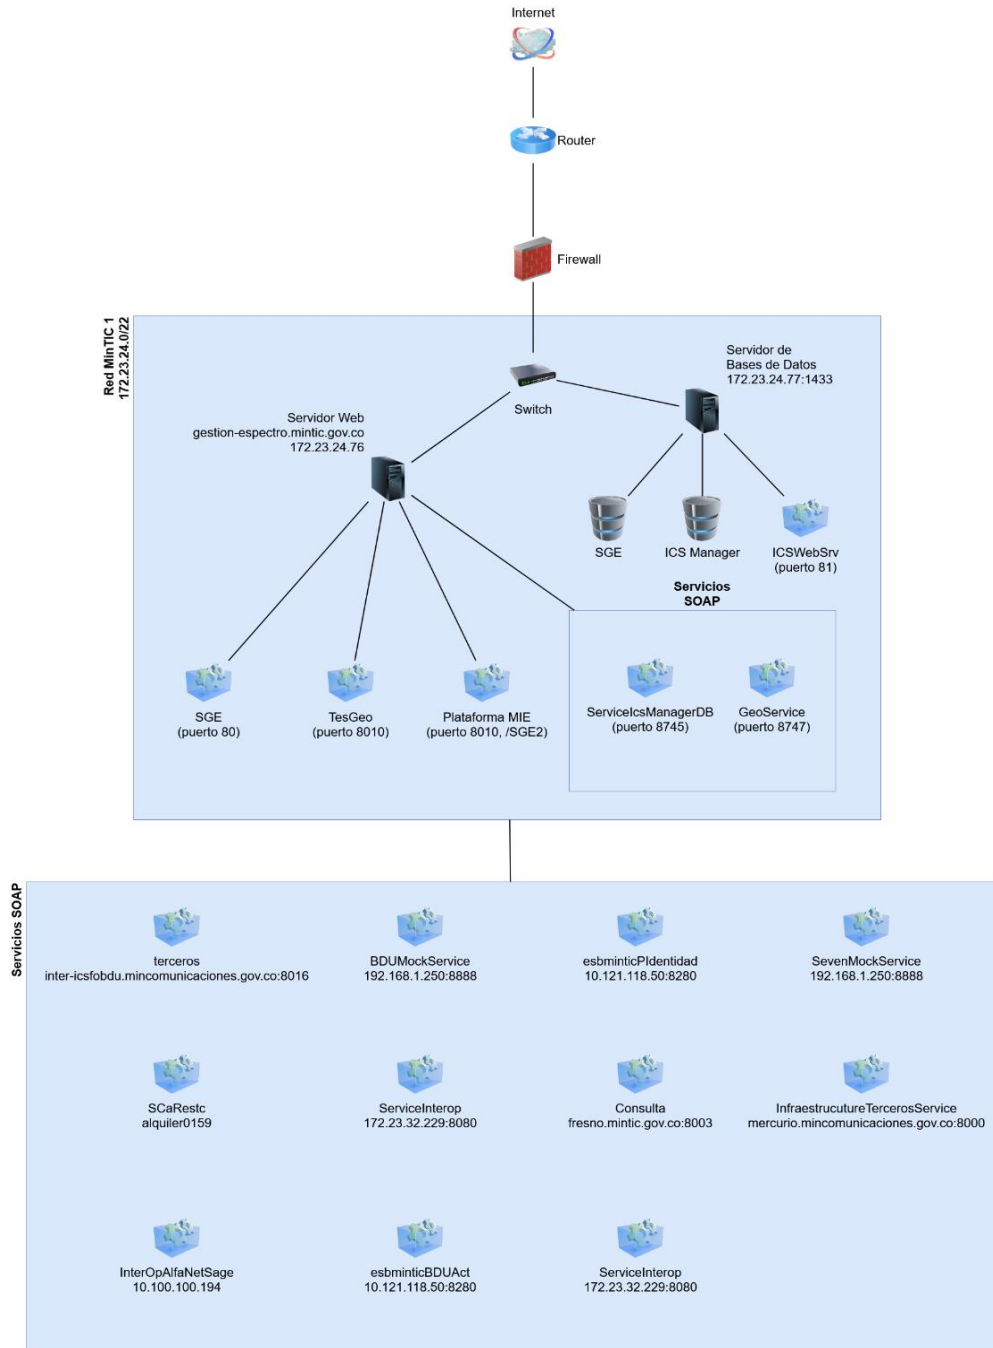 Internet
Router
Firewall
Red MinTIC 1
172.23.24.0/22
Servidor de
Bases de Datos
172.23.24.77:1433
Switch
Servidor Web
gestion-espectro.mintic.gov.co
172.23.24.76
SGE
ICS Manager
ICSWebSrv
(puerto 81)
Servicios
SOAP
SGE
(puerto 80)
TesGeo
(puerto 8010)
Plataforma MIE
(puerto 8010, /SGE2)
ServiceIcsManagerDB
(puerto 8745)
GeoService
(puerto 8747)
Servicios SOAP
terceros
inter-icsfobdu.mincomunicaciones.gov.co:8016
BDUMockService
192.168.1.250:8888
esbminticPIdentidad
10.121.118.50:8280
SevenMockService
192.168.1.250:8888
SCaRestc
alquiler0159
ServiceInterop
172.23.32.229:8080
Consulta
fresno.mintic.gov.co:8003
InfraestrucutureTercerosService
mercurio.mincomunicaciones.gov.co:8000
InterOpAlfaNetSage
10.100.100.194
esbminticBDUAct
10.121.118.50:8280
ServiceInterop
172.23.32.229:8080